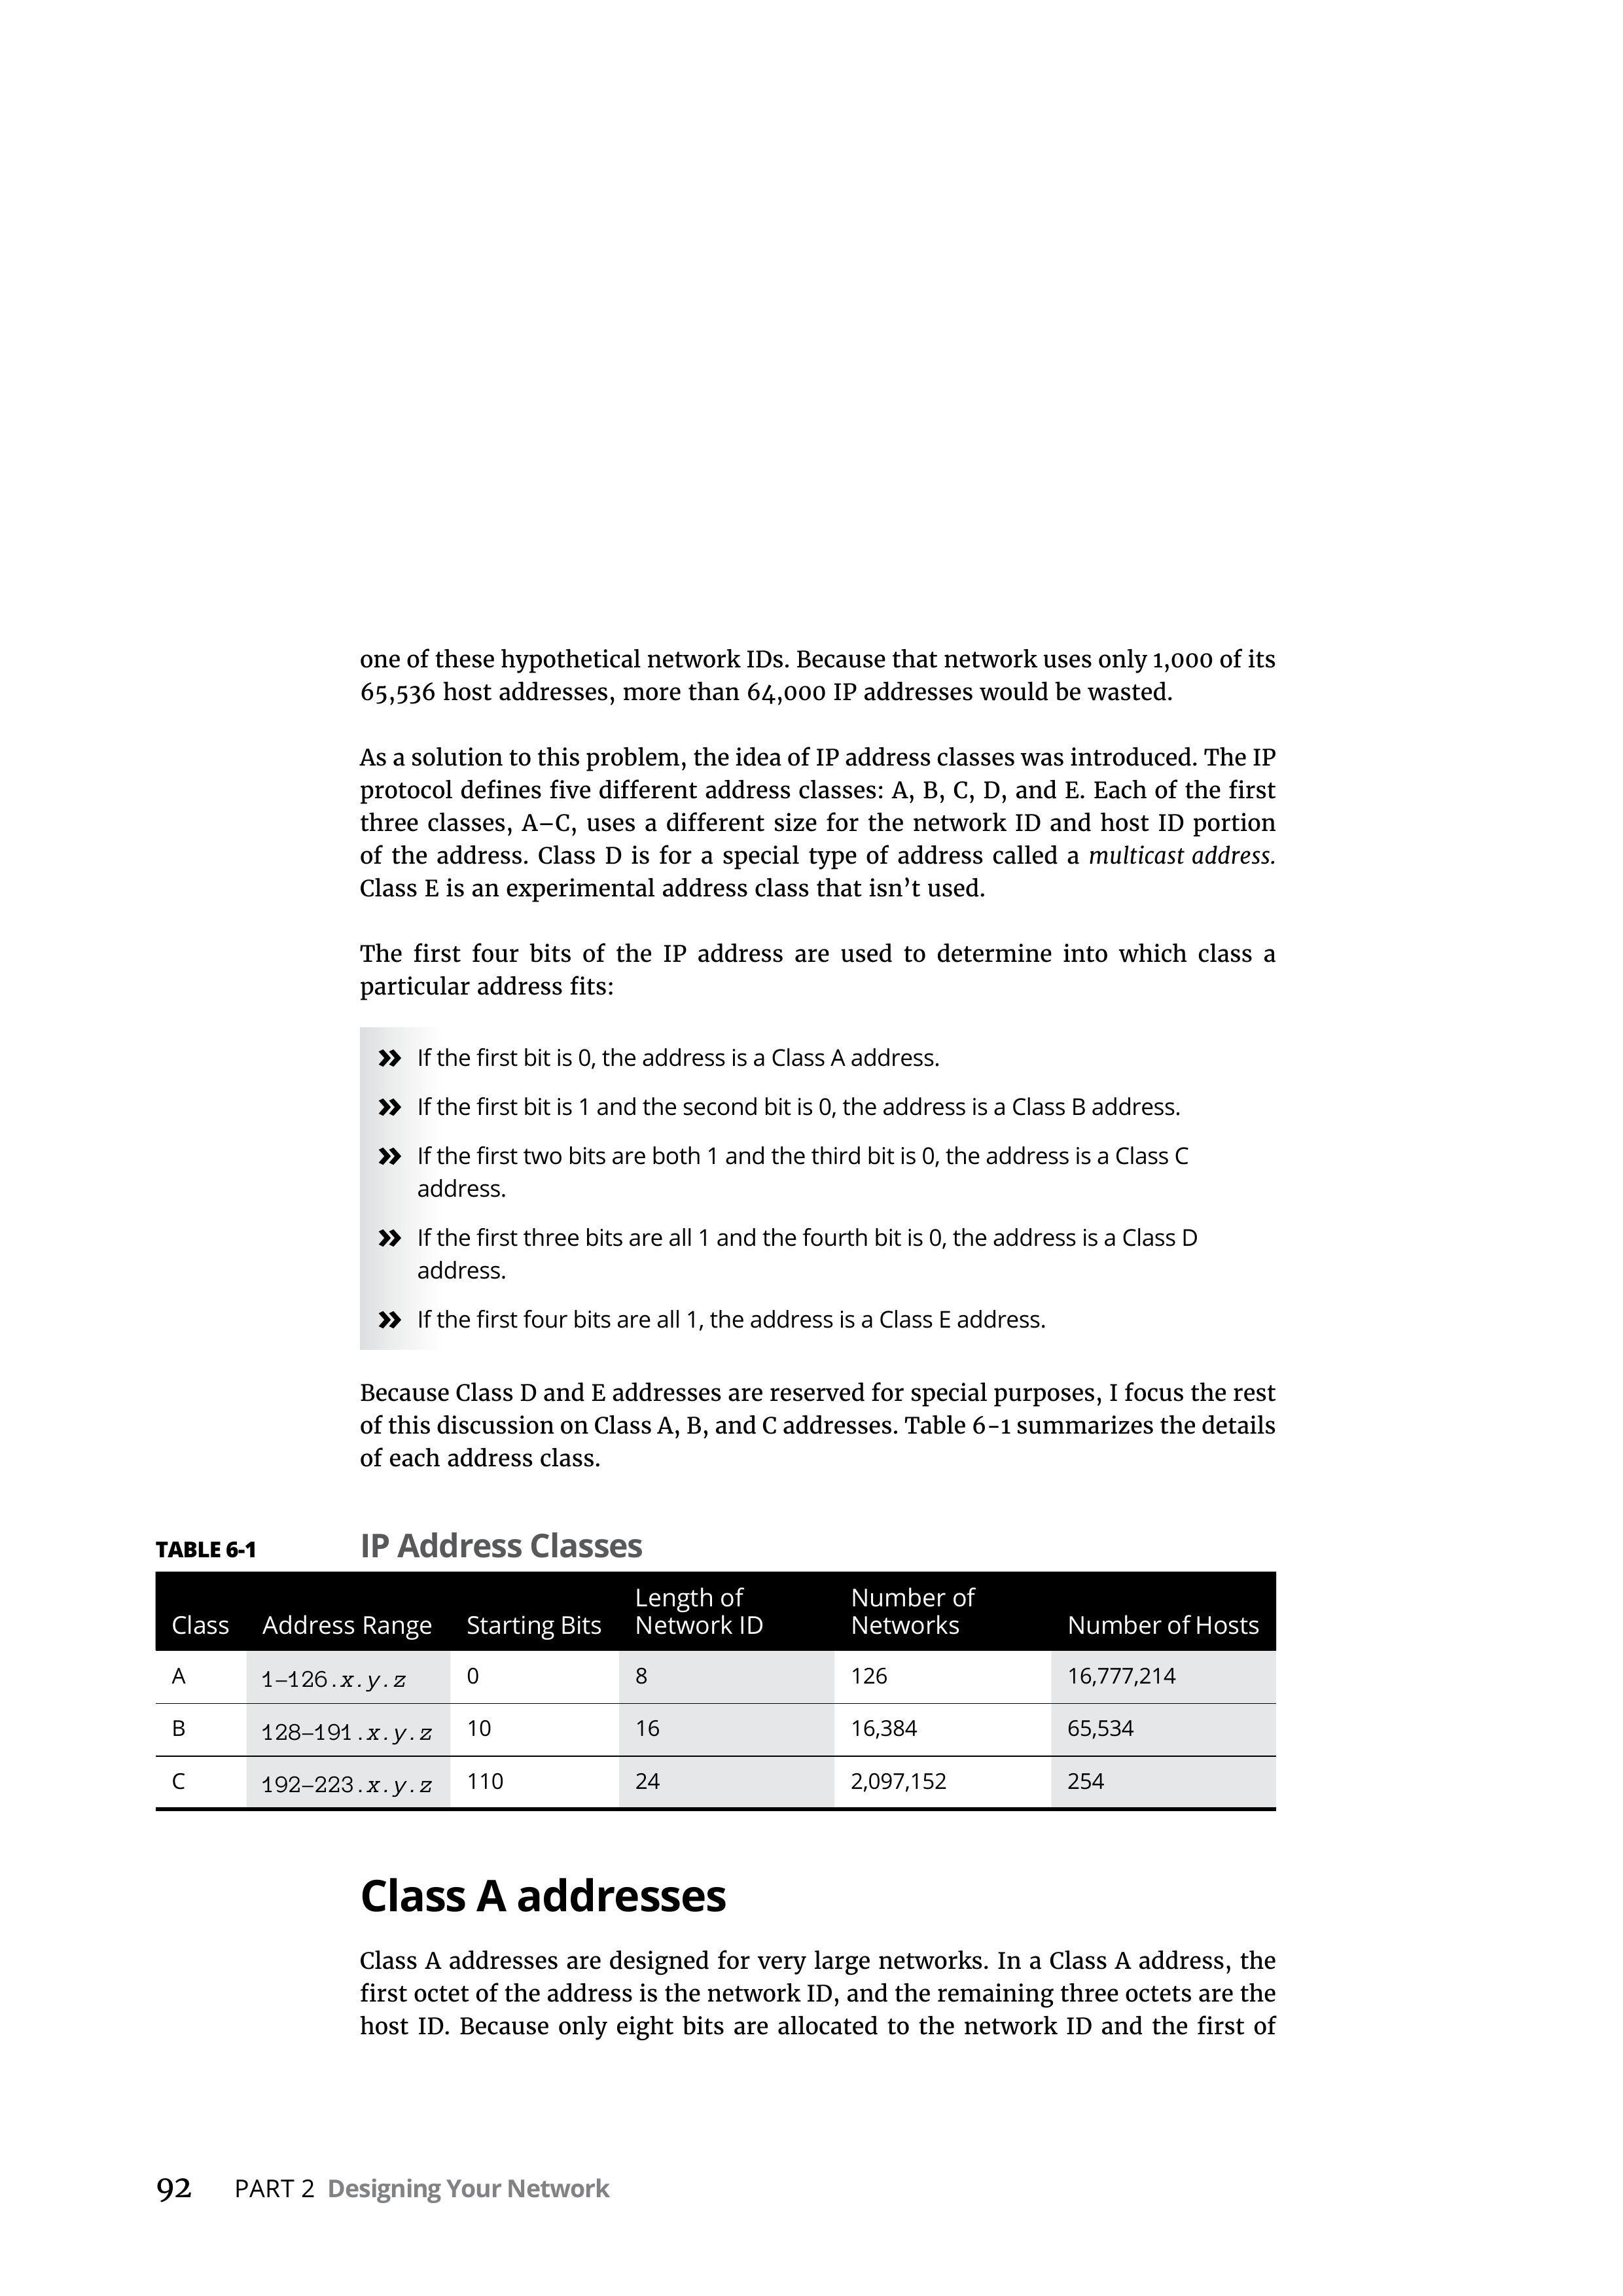 one of these hypothetical network IDs. Because that network uses only 1,000 of its
65,536 host addresses, more than 64,000 IP addresses would be wasted.
As a solution to this problem, the idea of IP address classes was introduced. The IP
protocol defines five different address classes: A, B, C, D, and E. Each of the first
three classes, A–C, uses a different size for the network ID and host ID portion
of the address. Class D is for a special type of address called a multicast address.
Class E is an experimental address class that isn’t used.
The first four bits of the IP address are used to determine into which class a
particular address fits:
» If the first bit is 0, the address is a Class A address.
» If the first bit is 1 and the second bit is 0, the address is a Class B address.
» If the first two bits are both 1 and the third bit is 0, the address is a Class C
address.
» If the first three bits are all 1 and the fourth bit is 0, the address is a Class D
address.
» If the first four bits are all 1, the address is a Class E address.
Because Class D and E addresses are reserved for special purposes, I focus the rest
of this discussion on Class A, B, and C addresses. Table 6-1 summarizes the details
of each address class.
TABLE 6-1 IP Address Classes
Class Address Range Starting Bits Length of Network ID Number of Networks Number of Hosts
A 1–126.x.y.z 0 8 126 16,777,214
B 128–191.x.y.z 10 16 16,384 65,534
C 192–223.x.y.z 110 24 2,097,152 254
Class A addresses
Class A addresses are designed for very large networks. In a Class A address, the
first octet of the address is the network ID, and the remaining three octets are the
host ID. Because only eight bits are allocated to the network ID and the first of
92 PART 2 Designing Your Network